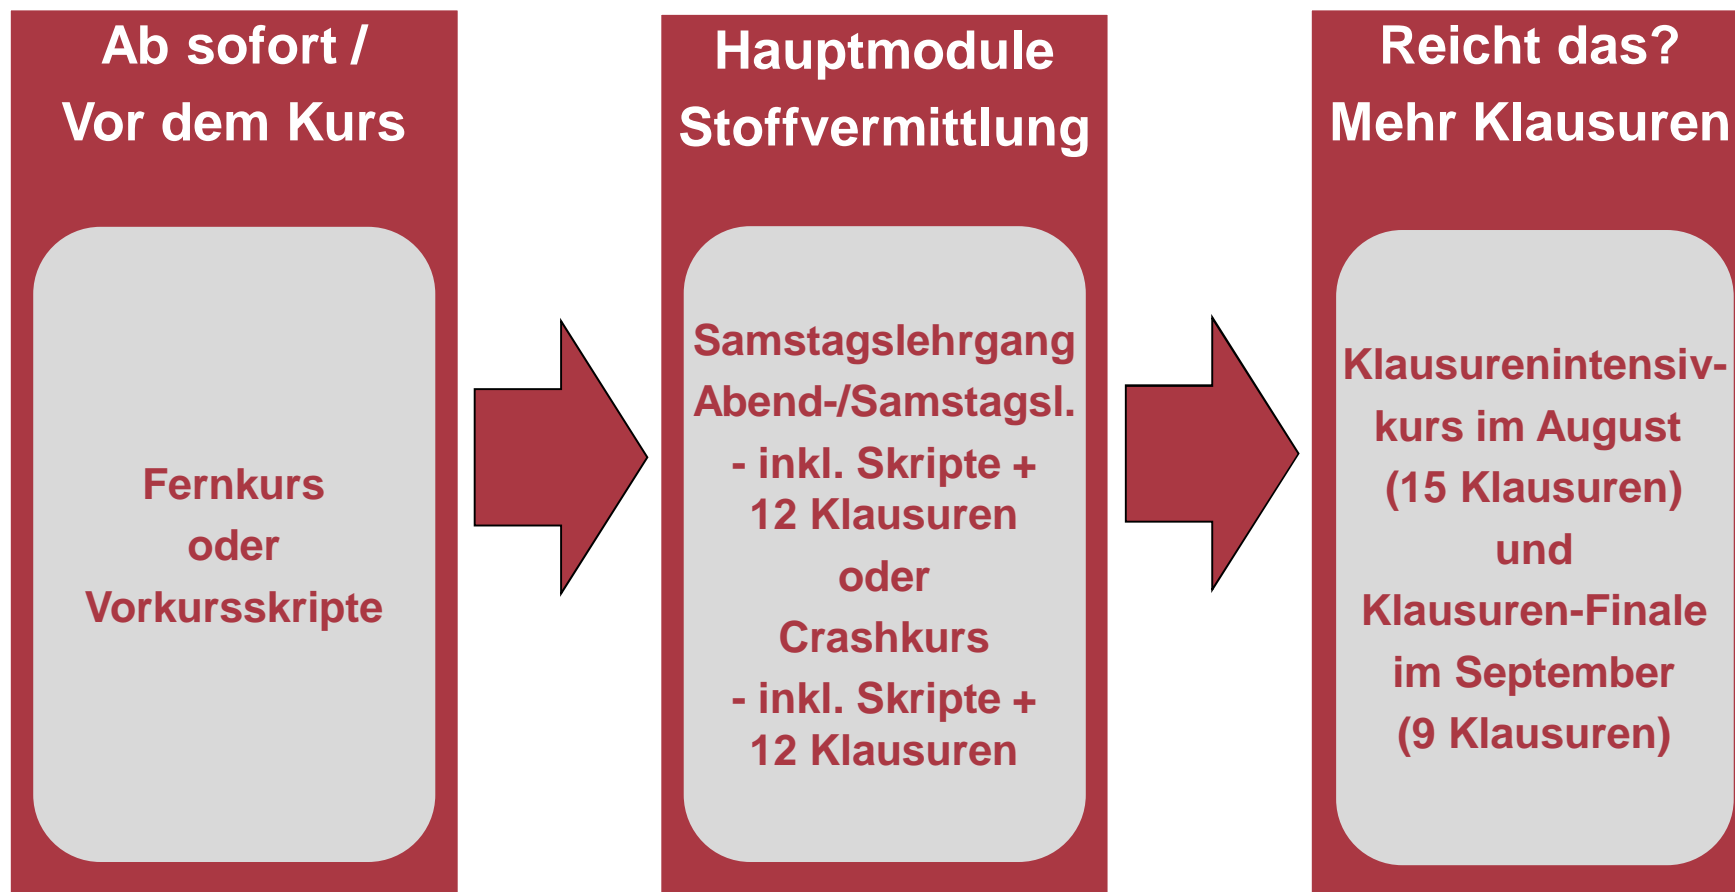 Ab sofort /
Vor dem Kurs
Fernkurs
oder
Vorkursskripte
Hauptmodule
Stoffvermittlung
Samstagslehrgang
Abend-/Samstagsl.
- inkl. Skripte +
12 Klausuren
oder
Crashkurs
- inkl. Skripte +
12 Klausuren
Reicht das?
Mehr Klausuren
Klausurenintensiv-
kurs im August
(15 Klausuren)
und
Klausuren-Finale
im September
(9 Klausuren)